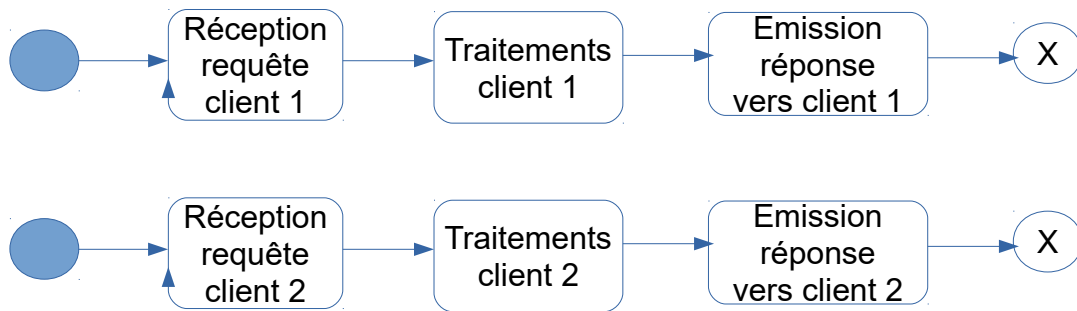 Réception
requête
client 1
Traitements
client 1
Emission
réponse
vers client 1
X
Réception
requête
client 2
Traitements
client 2
Emission
réponse
vers client 2
X